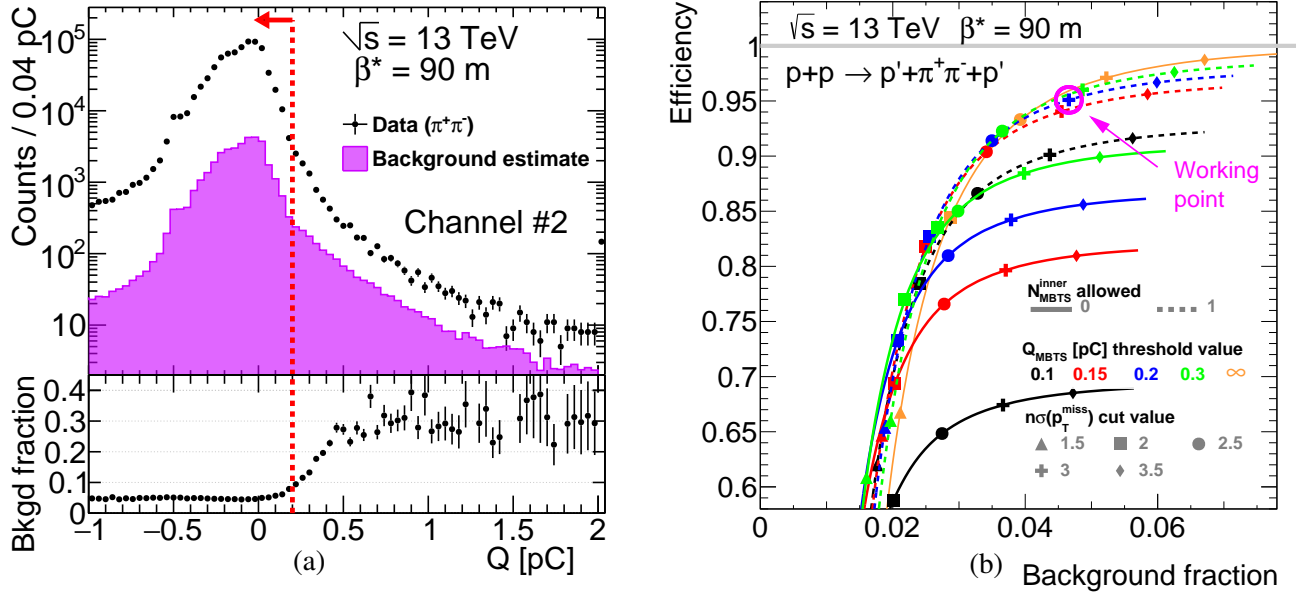 Counts / 0.04 pC
10⁵
10⁴
10³
10²
10
√s = 13 TeV
β* = 90 m
Data (π⁺π⁻)
Background estimate
Channel #2
Bkgd fraction
0.4
0.3
0.2
0.1
0
−1 −0.5 0 0.5 1 1.5 2
Q [pC]
(a)
Efficiency
√s = 13 TeV β* = 90 m
p+p → p'+π⁺π⁻+p'
1
0.95
0.9
0.85
0.8
0.75
0.7
0.65
0.6
Working
point
N_MBTS^inner allowed
0 1
Q_MBTS [pC] threshold value
0.1 0.15 0.2 0.3 ∞
nσ(p_T^miss) cut value
1.5 2 2.5
3 3.5
0 0.02 0.04 0.06
(b)
Background fraction